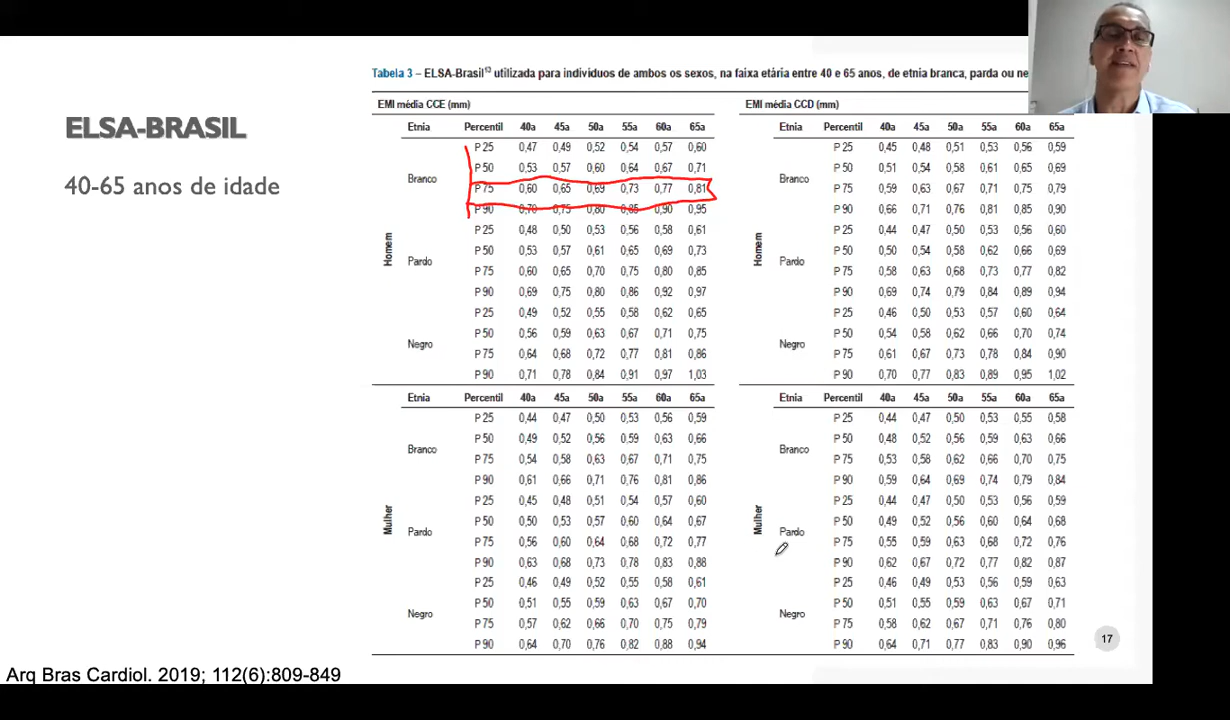 ELSA-BRASIL
40-65 anos de idade
Tabela 3 – ELSA-Brasil13 utilizada para indivíduos de ambos os sexos, na faixa etária entre 40 e 65 anos, de etnia branca, parda ou ne
EMI média CCE (mm)
Etnia Percentil 40a 45a 50a 55a 60a 65a
Homem
Branco
P 25 0,47 0,49 0,52 0,54 0,57 0,60
P 50 0,53 0,57 0,60 0,64 0,67 0,71
P 75 0,60 0,65 0,69 0,73 0,77 0,81
P 90 0,70 0,75 0,80 0,85 0,90 0,95
Pardo
P 25 0,48 0,50 0,53 0,56 0,58 0,61
P 50 0,53 0,57 0,61 0,65 0,69 0,73
P 75 0,60 0,65 0,70 0,75 0,80 0,85
P 90 0,69 0,75 0,80 0,86 0,92 0,97
Negro
P 25 0,49 0,52 0,55 0,58 0,62 0,65
P 50 0,56 0,59 0,63 0,67 0,71 0,75
P 75 0,64 0,68 0,72 0,77 0,81 0,86
P 90 0,71 0,78 0,84 0,91 0,97 1,03
Etnia Percentil 40a 45a 50a 55a 60a 65a
Mulher
Branco
P 25 0,44 0,47 0,50 0,53 0,56 0,59
P 50 0,49 0,52 0,56 0,59 0,63 0,66
P 75 0,54 0,58 0,63 0,67 0,71 0,75
P 90 0,61 0,66 0,71 0,76 0,81 0,86
Pardo
P 25 0,45 0,48 0,51 0,54 0,57 0,60
P 50 0,50 0,53 0,57 0,60 0,64 0,67
P 75 0,56 0,60 0,64 0,68 0,72 0,77
P 90 0,63 0,68 0,73 0,78 0,83 0,88
Negro
P 25 0,46 0,49 0,52 0,55 0,58 0,61
P 50 0,51 0,55 0,59 0,63 0,67 0,70
P 75 0,57 0,62 0,66 0,70 0,75 0,79
P 90 0,64 0,70 0,76 0,82 0,88 0,94
EMI média CCD (mm)
Etnia Percentil 40a 45a 50a 55a 60a 65a
Homem
Branco
P 25 0,45 0,48 0,51 0,53 0,56 0,59
P 50 0,51 0,54 0,58 0,61 0,65 0,69
P 75 0,59 0,63 0,67 0,71 0,75 0,79
P 90 0,66 0,71 0,76 0,81 0,85 0,90
Pardo
P 25 0,44 0,47 0,50 0,53 0,56 0,60
P 50 0,50 0,54 0,58 0,62 0,66 0,69
P 75 0,58 0,63 0,68 0,73 0,77 0,82
P 90 0,69 0,74 0,79 0,84 0,89 0,94
Negro
P 25 0,46 0,50 0,53 0,57 0,60 0,64
P 50 0,54 0,58 0,62 0,66 0,70 0,74
P 75 0,61 0,67 0,73 0,78 0,84 0,90
P 90 0,70 0,77 0,83 0,89 0,95 1,02
Etnia Percentil 40a 45a 50a 55a 60a 65a
Mulher
Branco
P 25 0,44 0,47 0,50 0,53 0,55 0,58
P 50 0,48 0,52 0,56 0,59 0,63 0,66
P 75 0,53 0,58 0,62 0,66 0,70 0,75
P 90 0,59 0,64 0,69 0,74 0,79 0,84
Pardo
P 25 0,44 0,47 0,50 0,53 0,56 0,59
P 50 0,49 0,52 0,56 0,60 0,64 0,68
P 75 0,55 0,59 0,63 0,68 0,72 0,76
P 90 0,62 0,67 0,72 0,77 0,82 0,87
Negro
P 25 0,46 0,49 0,53 0,56 0,59 0,63
P 50 0,51 0,55 0,59 0,63 0,67 0,71
P 75 0,58 0,62 0,67 0,71 0,76 0,80
P 90 0,64 0,71 0,77 0,83 0,90 0,96
17
Arq Bras Cardiol. 2019; 112(6):809-849